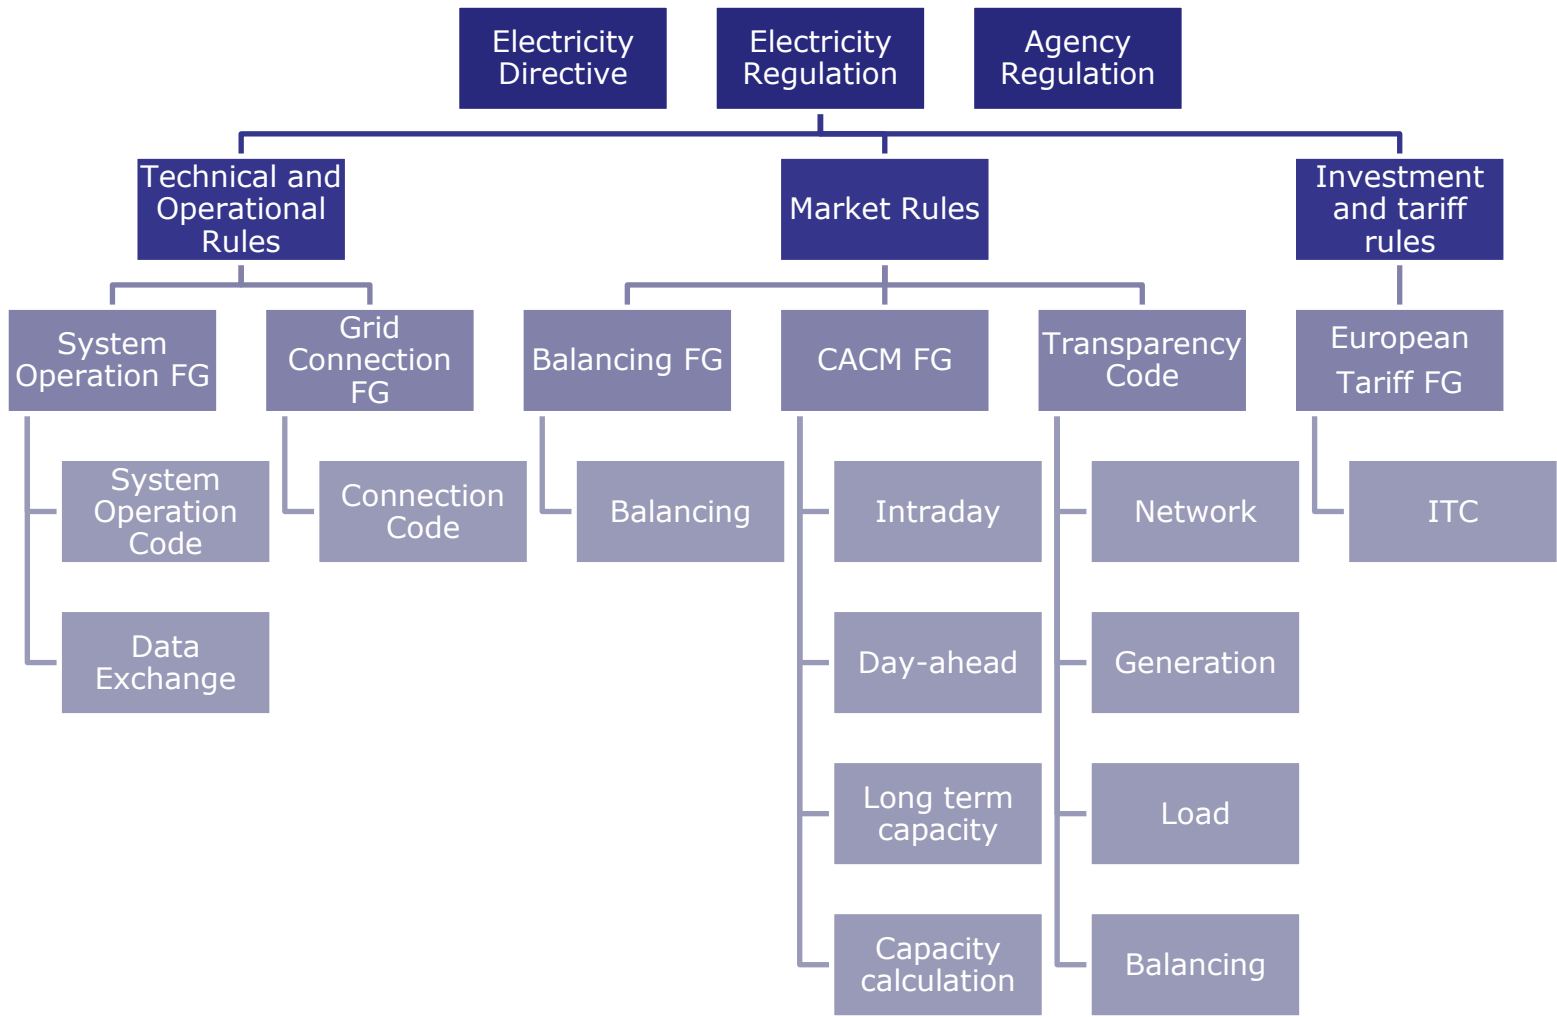 Electricity
Directive
Electricity
Regulation
Agency
Regulation
Technical and
Operational
Rules
Market Rules
Investment
and tariff
rules
System
Operation FG
Grid
Connection
FG
Balancing FG
CACM FG
Transparency
Code
European
Tariff FG
System
Operation
Code
Connection
Code
Balancing
Intraday
Network
ITC
Data
Exchange
Day-ahead
Generation
Long term
capacity
Load
Capacity
calculation
Balancing